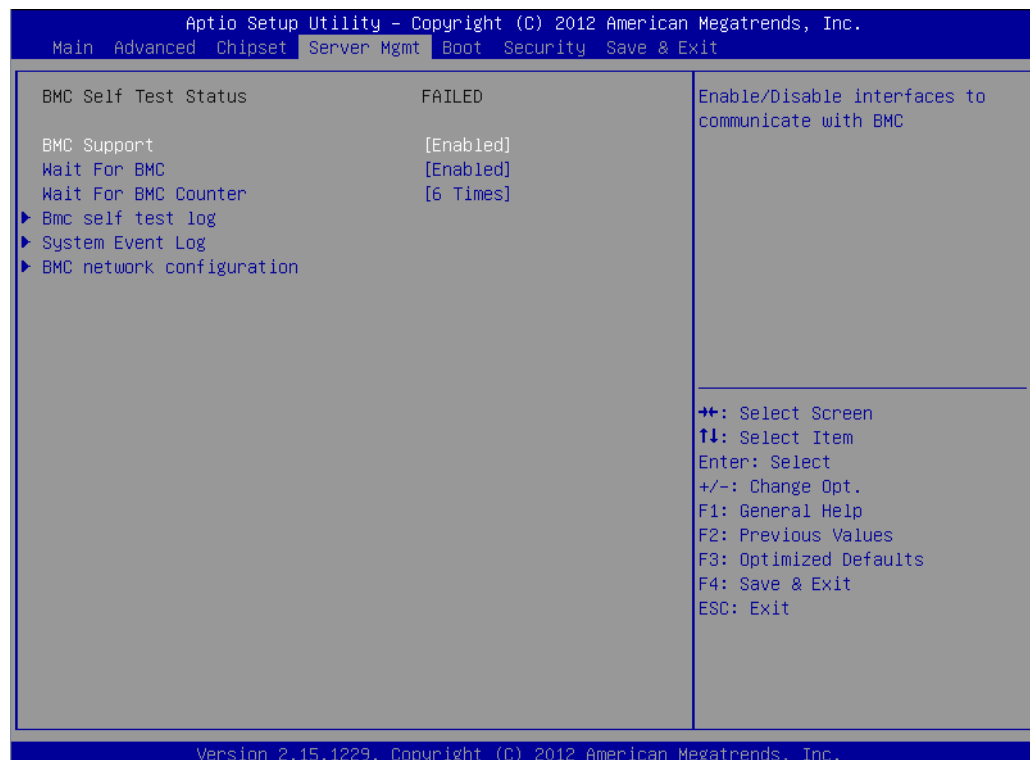 Aptio Setup Utility – Copyright (C) 2012 American Megatrends, Inc.
Main Advanced Chipset Server Mgmt Boot Security Save & Exit
BMC Self Test Status FAILED
BMC Support [Enabled]
Wait For BMC [Enabled]
Wait For BMC Counter [6 Times]
Bmc self test log
System Event Log
BMC network configuration
Enable/Disable interfaces to
communicate with BMC
→←: Select Screen
↑↓: Select Item
Enter: Select
+/-: Change Opt.
F1: General Help
F2: Previous Values
F3: Optimized Defaults
F4: Save & Exit
ESC: Exit
Version 2.15.1229. Copyright (C) 2012 American Megatrends, Inc.